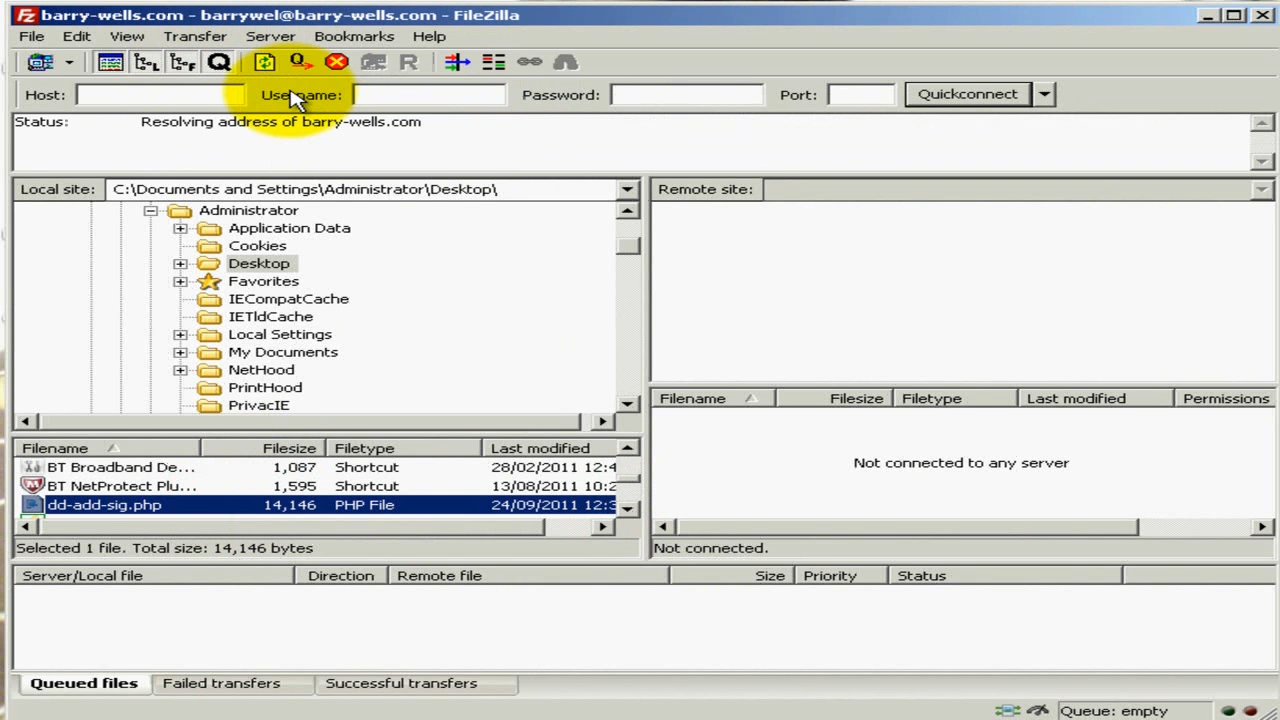 barry-wells.com - barrywel@barry-wells.com - FileZilla
File Edit View Transfer Server Bookmarks Help
Host: Username: Password: Port: Quickconnect
Status: Resolving address of barry-wells.com
Local site: C:\Documents and Settings\Administrator\Desktop\
Administrator
Application Data
Cookies
Desktop
Favorites
IECompatCache
IETldCache
Local Settings
My Documents
NetHood
PrintHood
PrivacIE
Filename Filesize Filetype Last modified
BT Broadband De... 1,087 Shortcut 28/02/2011 12:4
BT NetProtect Plu... 1,595 Shortcut 13/08/2011 10:2
dd-add-sig.php 14,146 PHP File 24/09/2011 12:3
Selected 1 file. Total size: 14,146 bytes
Remote site:
Filename Filesize Filetype Last modified Permissions
Not connected to any server
Not connected.
Server/Local file Direction Remote file Size Priority Status
Queued files Failed transfers Successful transfers
Queue: empty